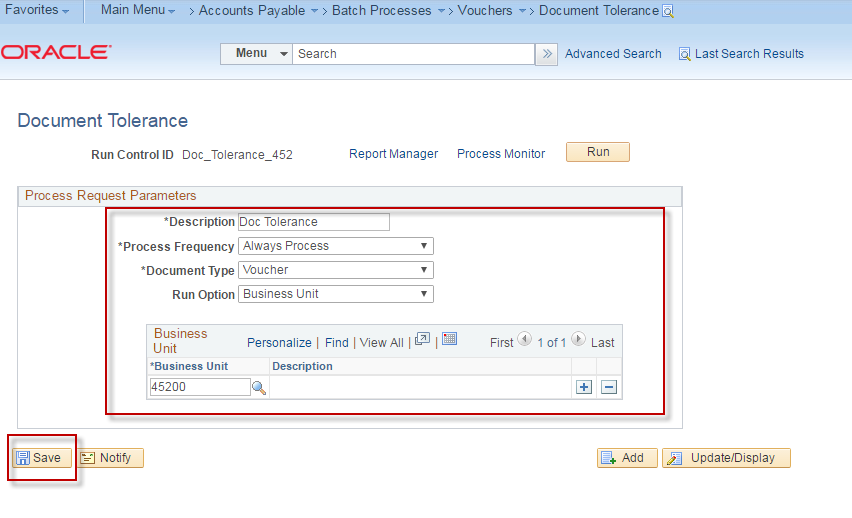 Favorites Main Menu > Accounts Payable > Batch Processes > Vouchers > Document Tolerance
ORACLE Menu Search » Advanced Search Last Search Results
Document Tolerance
Run Control ID Doc_Tolerance_452 Report Manager Process Monitor Run
Process Request Parameters
*Description Doc Tolerance
*Process Frequency Always Process
*Document Type Voucher
Run Option Business Unit
Business Unit Personalize | Find | View All | | First 1 of 1 Last
*Business Unit Description
45200 + −
Save Notify Add Update/Display